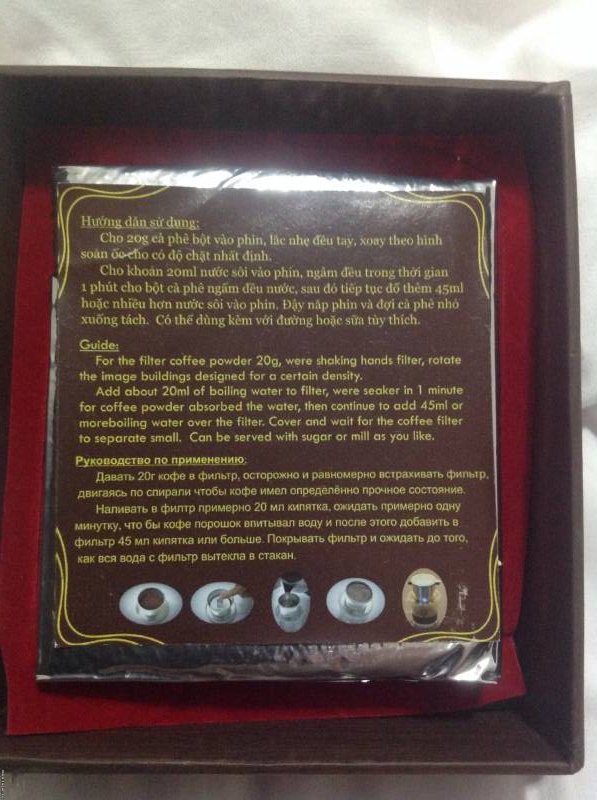 Hướng dẫn sử dụng:
Cho 20g cà phê bột vào phin, lắc nhẹ đều tay, xoay theo hình
soắn ốc cho có độ chặt nhất định.
Cho khoản 20ml nước sôi vào phin, ngâm đều trong thời gian
1 phút cho bột cà phê ngấm đều nước, sau đó tiếp tục đổ thêm 45ml
hoặc nhiều hơn nước sôi vào phin. Đậy nắp phin và đợi cà phê nhỏ
xuống tách. Có thể dùng kèm với đường hoặc sữa tùy thích.
Guide:
For the filter coffee powder 20g, were shaking hands filter, rotate
the image buildings designed for a certain density.
Add about 20ml of boiling water to filter, were seaker in 1 minute
for coffee powder absorbed the water, then continue to add 45ml or
moreboiling water over the filter. Cover and wait for the coffee filter
to separate small. Can be served with sugar or mill as you like.
Руководство по применению:
Давать 20г кофе в фильтр, осторожно и равномерно встрахивать фильтр,
двигаясь по спирали чтобы кофе имел определённо прочное состояние.
Наливать в филтр примерно 20 мл кипятка, ожидать примерно одну
минутку, что бы кофе порошок впитывал воду и после этого добавить в
фильтр 45 мл кипятка или больше. Покрывать фильтр и ожидать до того,
как вся вода с фильтр вытекла в стакан.